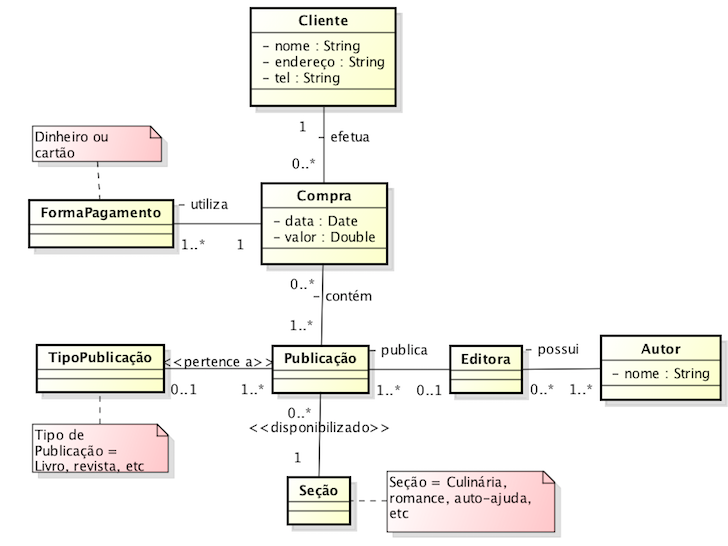 Cliente
- nome : String
- endereço : String
- tel : String
1
- efetua
0..*
Dinheiro ou
cartão
FormaPagamento
- utiliza
1..*
1
Compra
- data : Date
- valor : Double
0..*
- contém
1..*
TipoPublicação
<<pertence a>>
0..1
1..*
Publicação
- publica
1..*
0..1
Editora
- possui
0..*
1..*
Autor
- nome : String
0..*
<<disponibilizado>>
1
Tipo de
Publicação =
Livro, revista, etc
Seção
Seção = Culinária,
romance, auto-ajuda,
etc